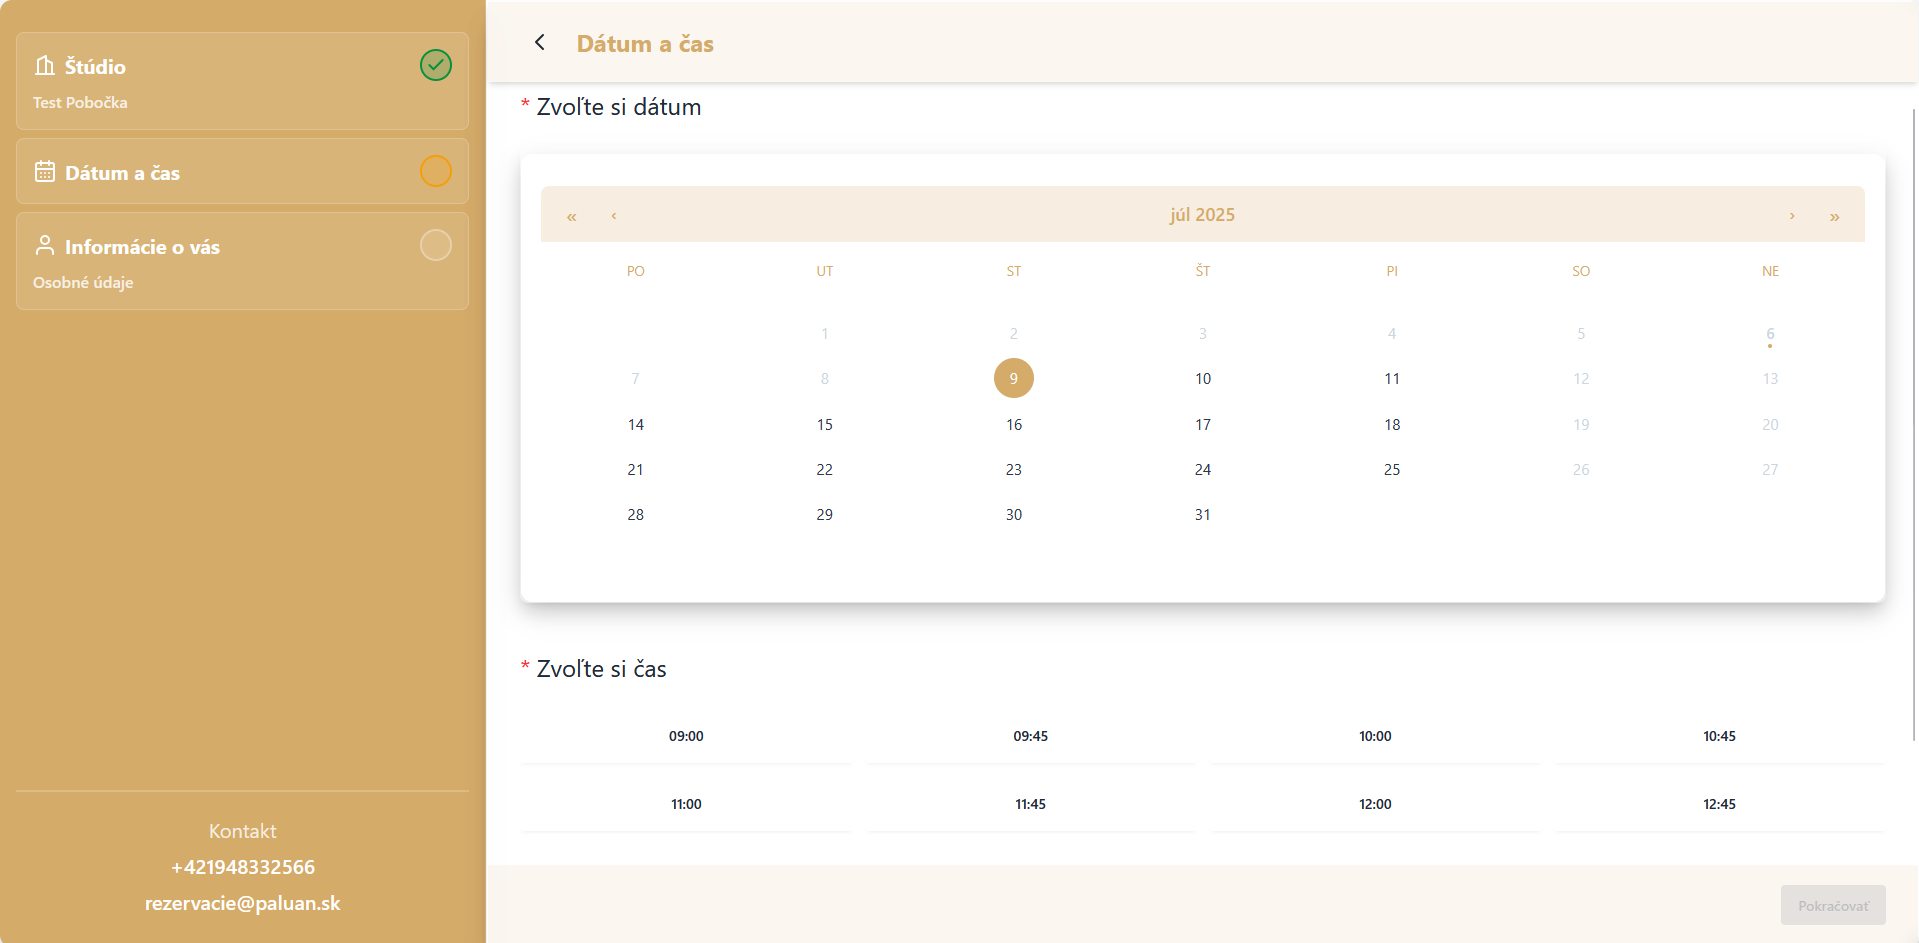 Štúdio
Test Pobočka
Dátum a čas
Informácie o vás
Osobné údaje
Kontakt
+421948332566
rezervacie@paluan.sk
Dátum a čas
* Zvoľte si dátum
« ‹ júl 2025 › »
PO UT ST ŠT PI SO NE
1 2 3 4 5 6
7 8 9 10 11 12 13
14 15 16 17 18 19 20
21 22 23 24 25 26 27
28 29 30 31
* Zvoľte si čas
09:00 09:45 10:00 10:45
11:00 11:45 12:00 12:45
Pokračovať